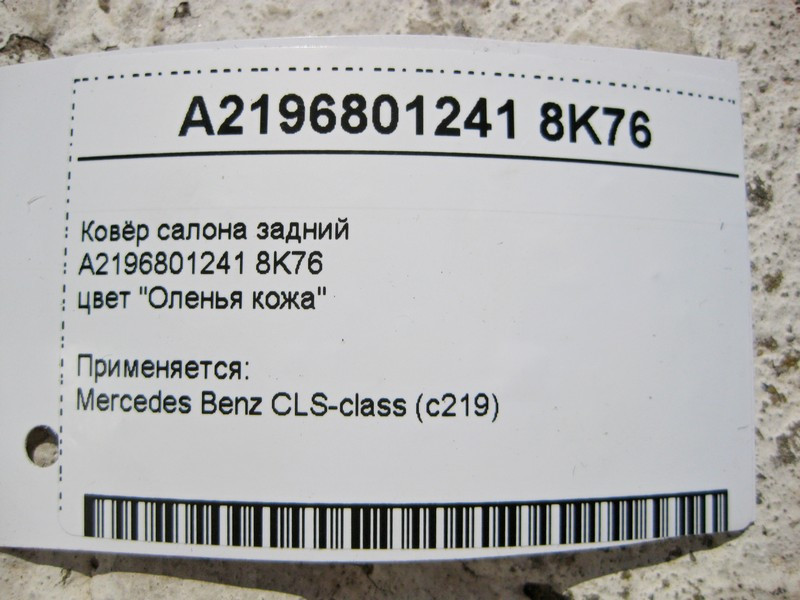 A2196801241 8K76
Ковёр салона задний
A2196801241 8K76
цвет "Оленья кожа"
Применяется:
Mercedes Benz CLS-class (c219)